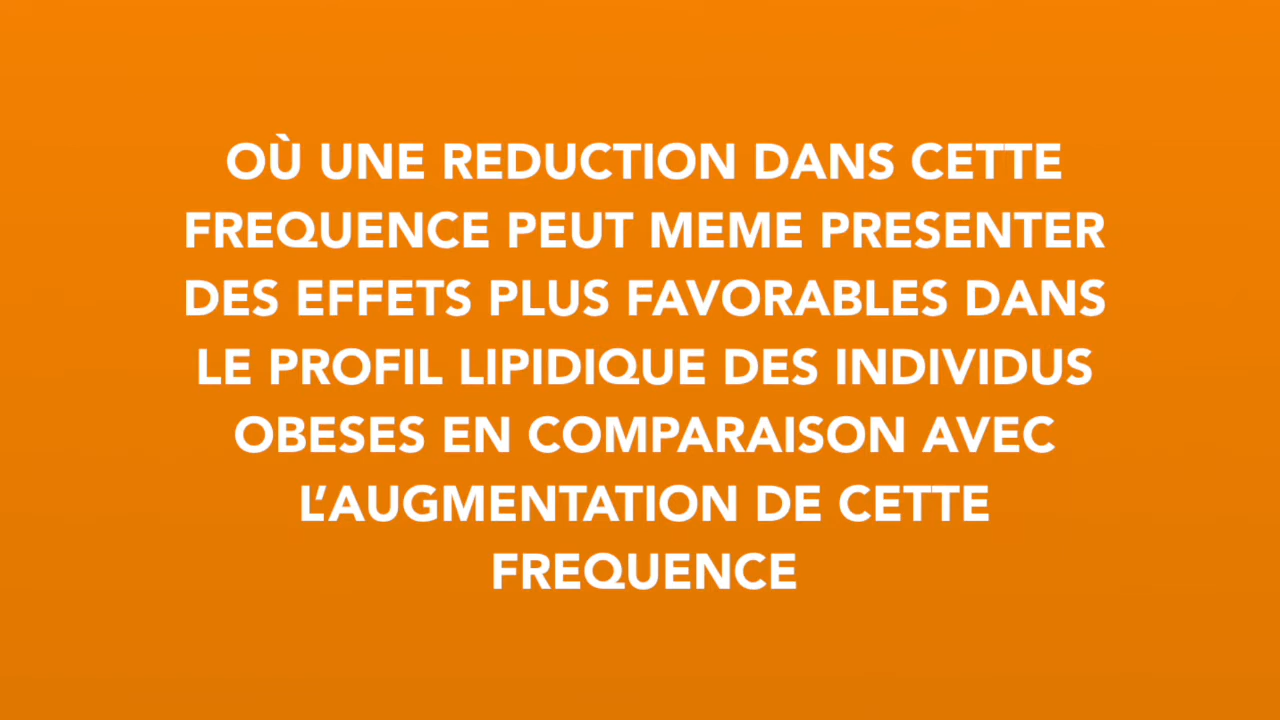 OÙ UNE REDUCTION DANS CETTE
FREQUENCE PEUT MEME PRESENTER
DES EFFETS PLUS FAVORABLES DANS
LE PROFIL LIPIDIQUE DES INDIVIDUS
OBESES EN COMPARAISON AVEC
L’AUGMENTATION DE CETTE
FREQUENCE